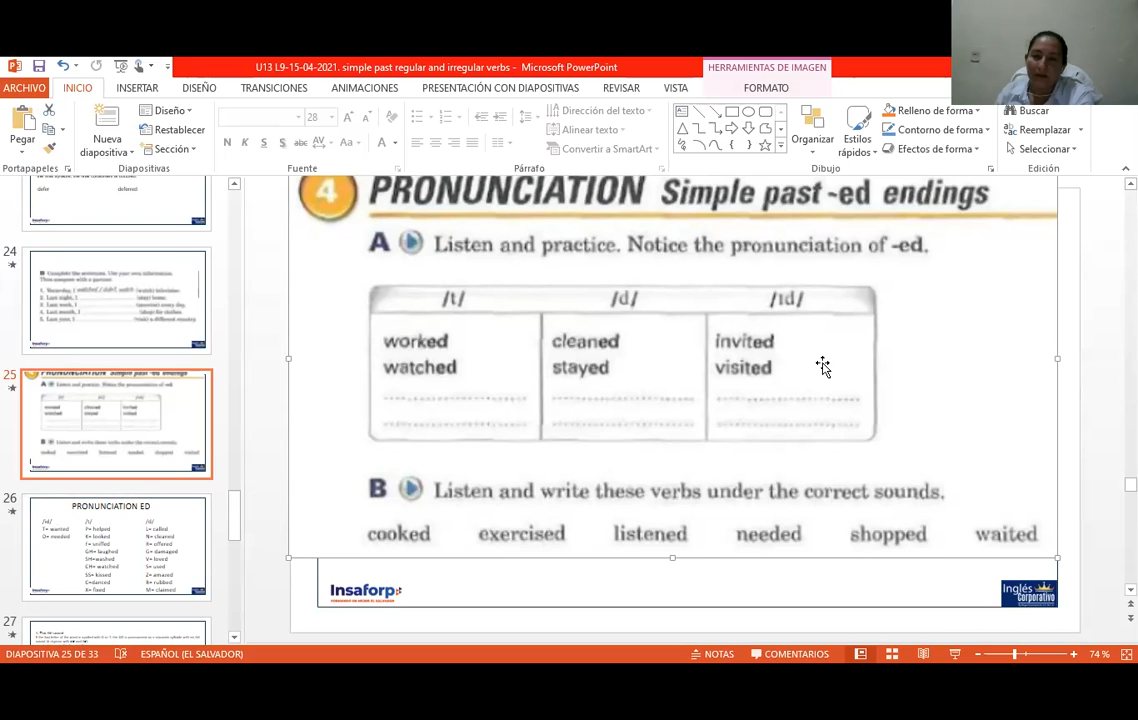 U13 L9-15-04-2021. simple past regular and irregular verbs - Microsoft PowerPoint
HERRAMIENTAS DE IMAGEN
ARCHIVO INICIO INSERTAR DISEÑO TRANSICIONES ANIMACIONES PRESENTACIÓN CON DIAPOSITIVAS REVISAR VISTA FORMATO
Pegar
Nueva diapositiva
Diseño
Restablecer
Sección
28
N K S S abc AV Aa A
Dirección del texto
Alinear texto
Convertir a SmartArt
Organizar
Estilos rápidos
Relleno de forma
Contorno de forma
Efectos de forma
Buscar
Reemplazar
Seleccionar
Portapapeles Diapositivas Fuente Párrafo Dibujo Edición
24
25
26
PRONUNCIATION ED
27
4 PRONUNCIATION Simple past -ed endings
A Listen and practice. Notice the pronunciation of -ed.
/t/ /d/ /ɪd/
worked cleaned invited
watched stayed visited
B Listen and write these verbs under the correct sounds.
cooked exercised listened needed shopped waited
Insaforp
Inglés Corporativo
DIAPOSITIVA 25 DE 33 ESPAÑOL (EL SALVADOR) NOTAS COMENTARIOS 74 %